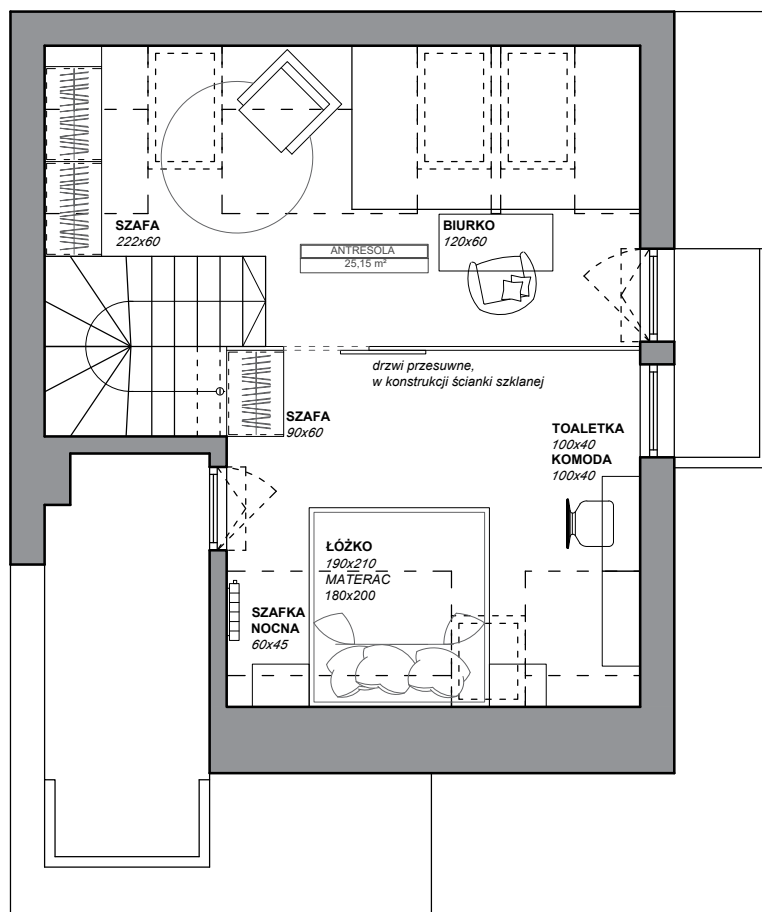 SZAFA
222x60
BIURKO
120x60
ANTRESOLA
25,15 m²
drzwi przesuwne,
w konstrukcji ścianki szklanej
SZAFA
90x60
TOALETKA
100x40
KOMODA
100x40
ŁÓŻKO
190x210
MATERAC
180x200
SZAFKA
NOCNA
60x45